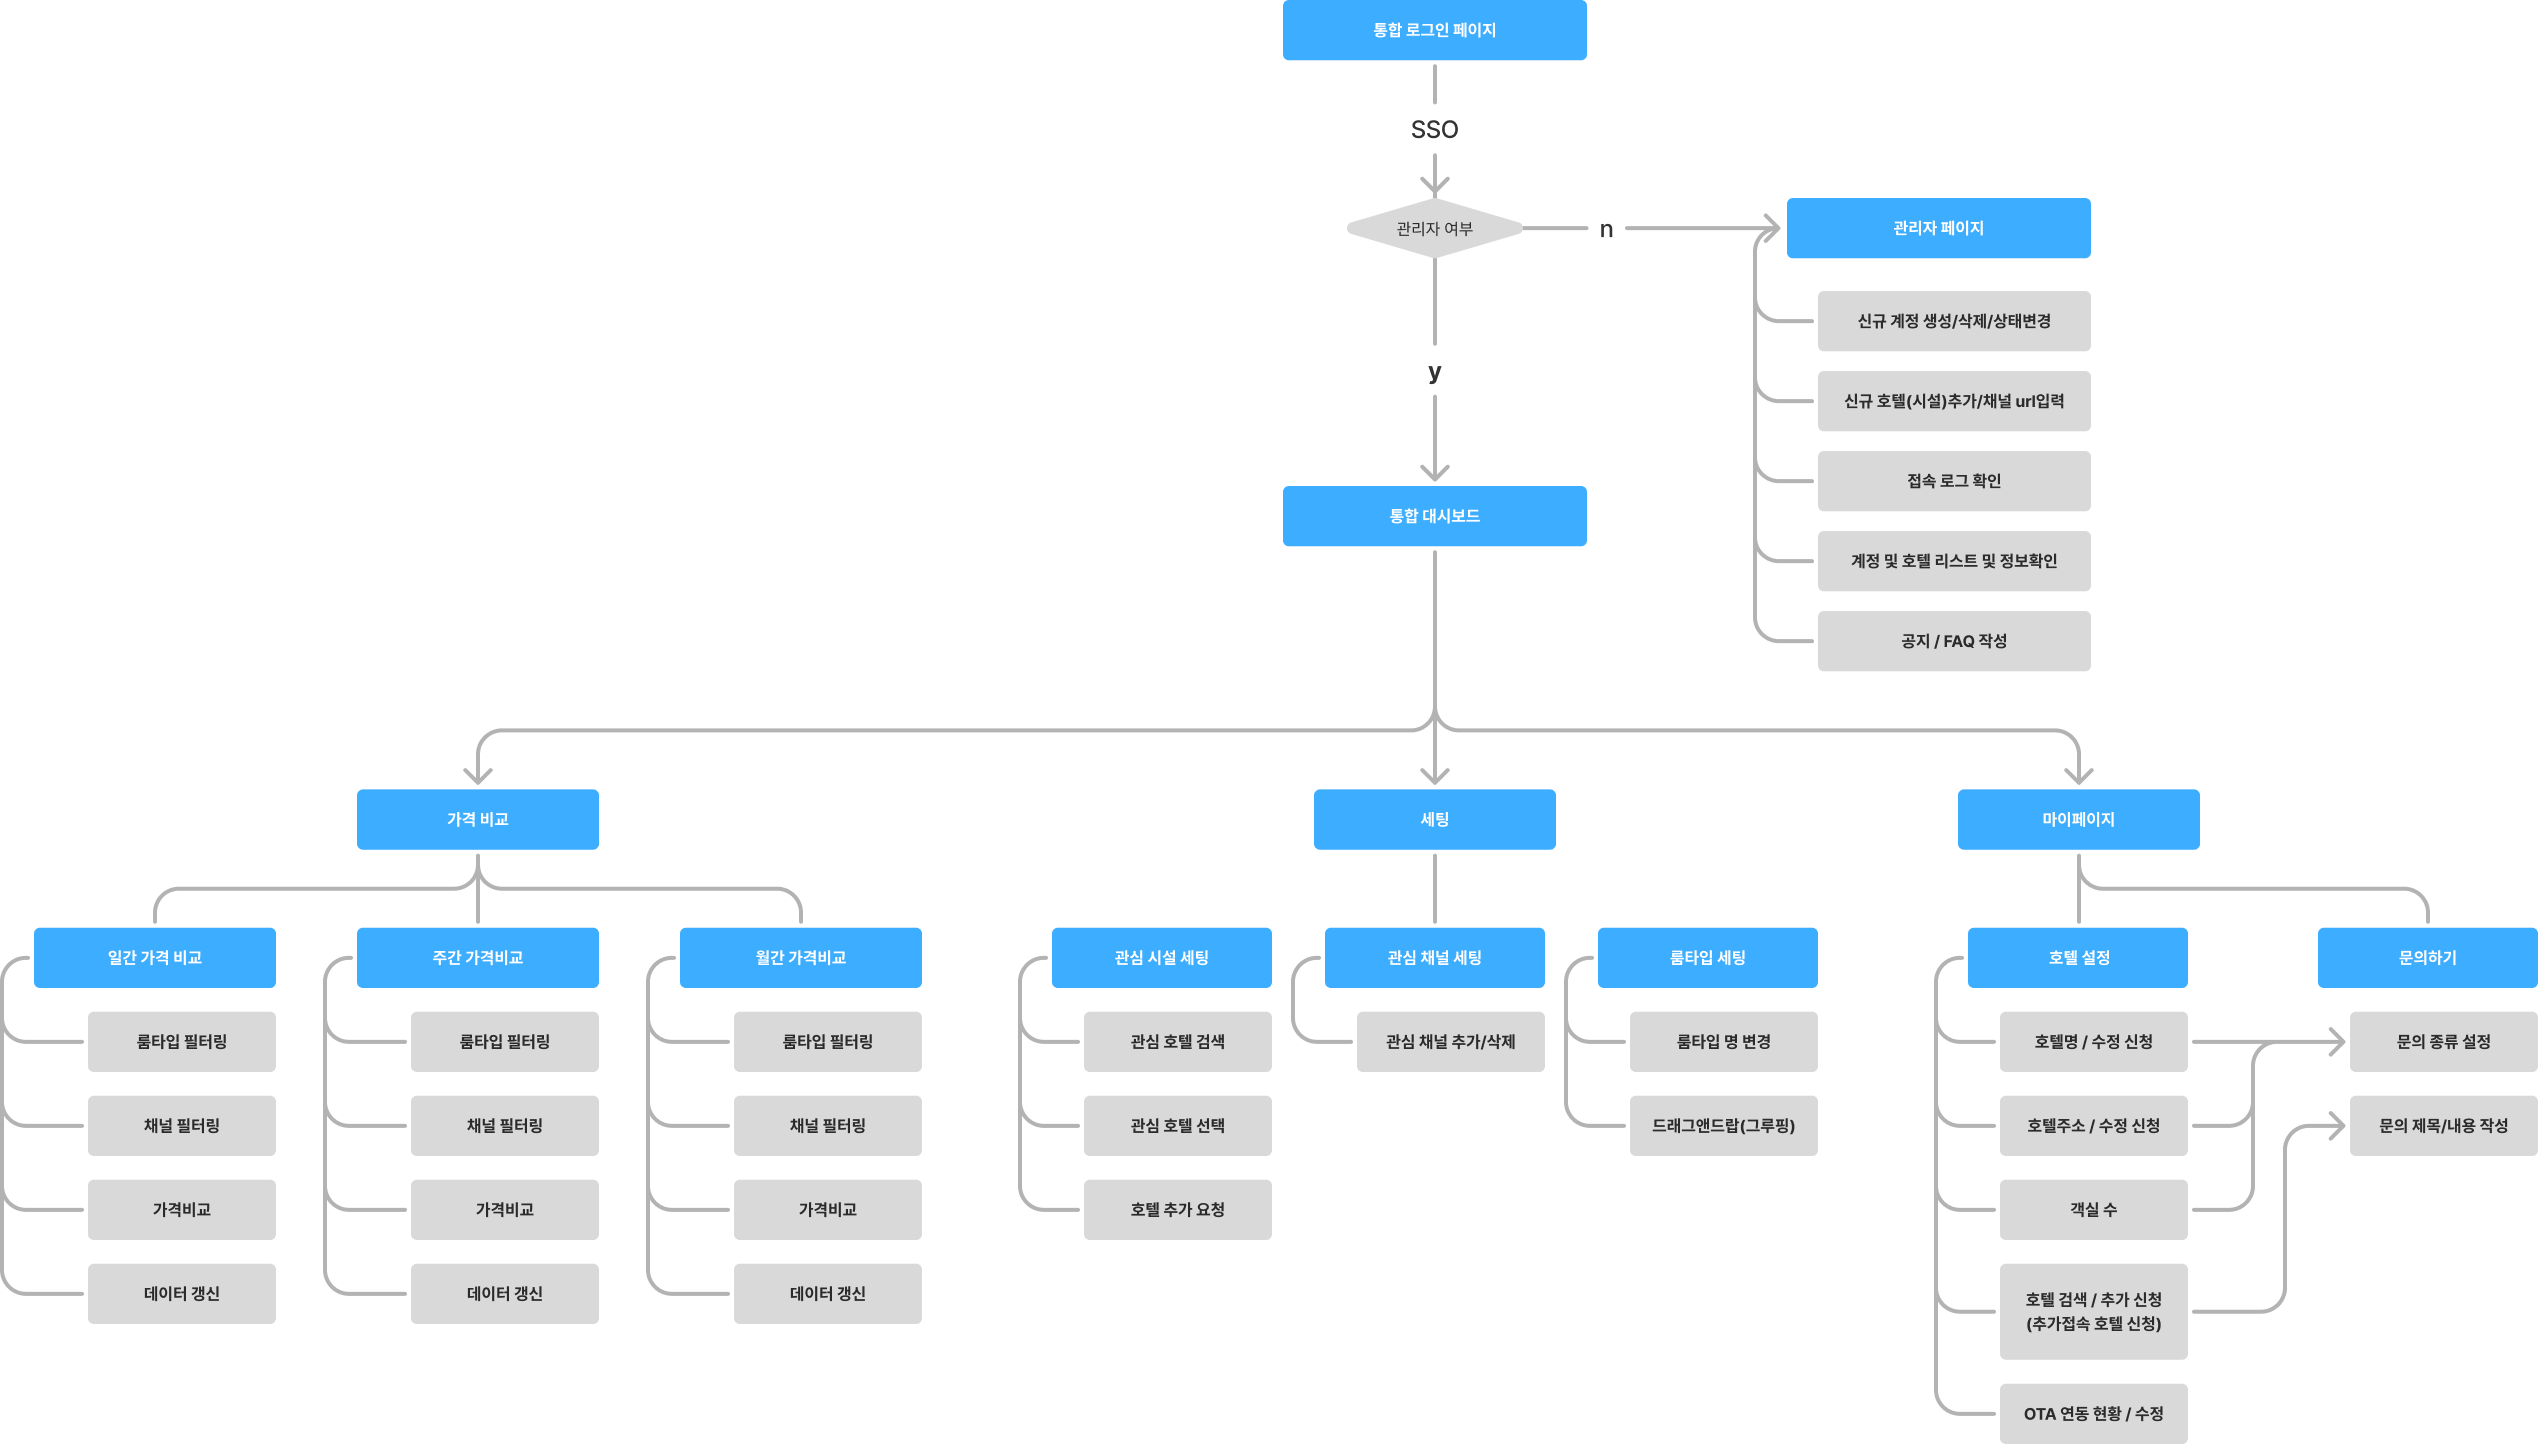 통합 로그인 페이지
SSO
관리자 여부
n
관리자 페이지
신규 계정 생성/삭제/상태변경
신규 호텔(시설)추가/채널 url입력
접속 로그 확인
계정 및 호텔 리스트 및 정보확인
공지 / FAQ 작성
y
통합 대시보드
가격 비교
세팅
마이페이지
일간 가격 비교
룸타입 필터링
채널 필터링
가격비교
데이터 갱신
주간 가격비교
룸타입 필터링
채널 필터링
가격비교
데이터 갱신
월간 가격비교
룸타입 필터링
채널 필터링
가격비교
데이터 갱신
관심 시설 세팅
관심 호텔 검색
관심 호텔 선택
호텔 추가 요청
관심 채널 세팅
관심 채널 추가/삭제
룸타입 세팅
룸타입 명 변경
드래그앤드랍(그루핑)
호텔 설정
호텔명 / 수정 신청
호텔주소 / 수정 신청
객실 수
호텔 검색 / 추가 신청
(추가접속 호텔 신청)
OTA 연동 현황 / 수정
문의하기
문의 종류 설정
문의 제목/내용 작성